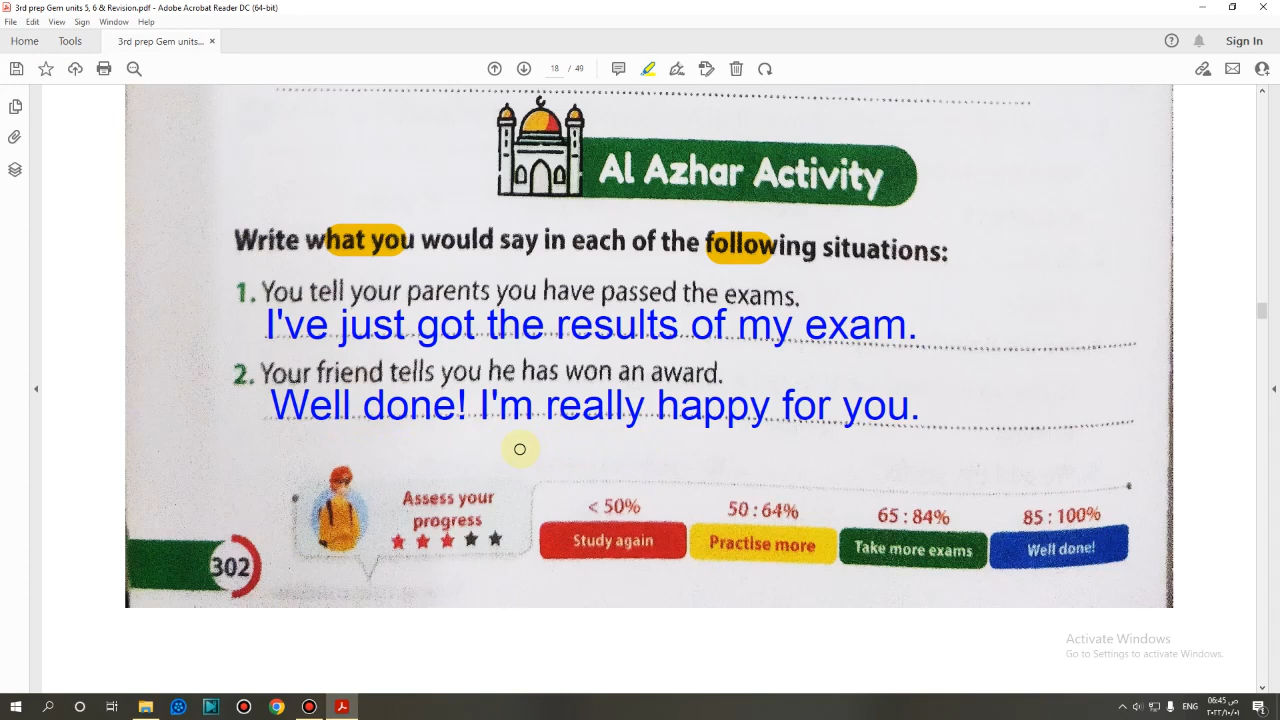 3rd prep Gem units 5, 6 & Revision.pdf - Adobe Acrobat Reader DC (64-bit)
File Edit View Sign Window Help
Home Tools 3rd prep Gem units... × Sign In
18 / 49
Al Azhar Activity
Write what you would say in each of the following situations:
1. You tell your parents you have passed the exams.
I've just got the results of my exam.
2. Your friend tells you he has won an award.
Well done! I'm really happy for you.
Assess your
progress
< 50% 50 : 64% 65 : 84% 85 : 100%
Study again Practise more Take more exams Well done!
302
Activate Windows
Go to Settings to activate Windows.
ENG 06:45 ص
٢٠٢٢/١٠/٠١